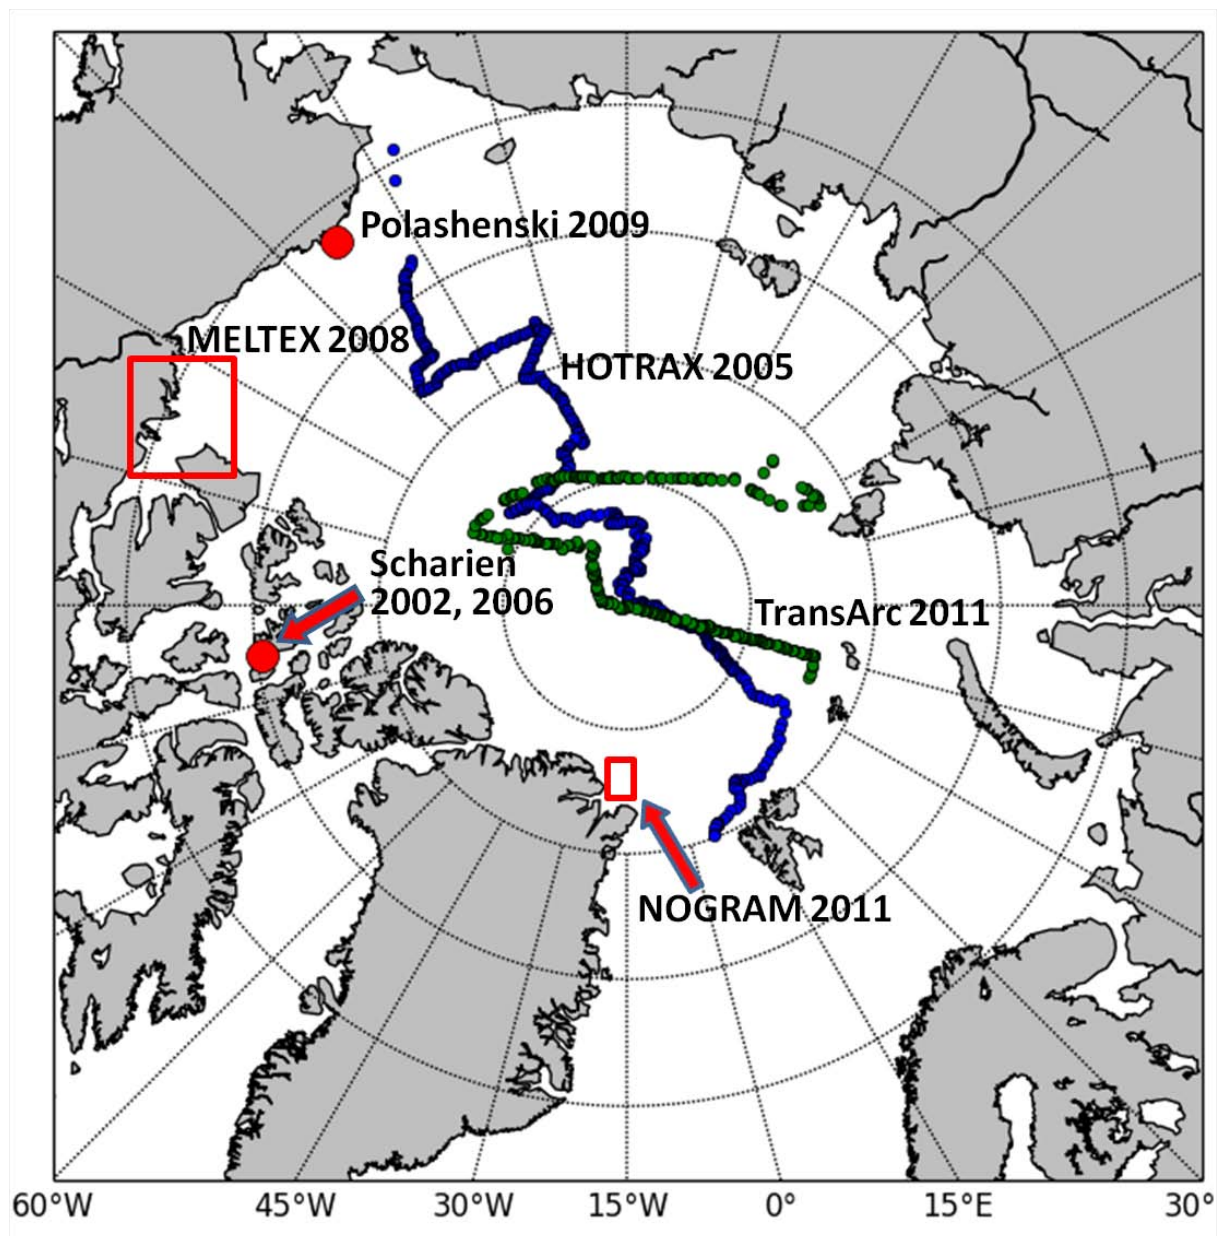 Polashenski 2009
MELTEX 2008
HOTRAX 2005
Scharien
2002, 2006
TransArc 2011
NOGRAM 2011
60°W 45°W 30°W 15°W 0° 15°E 30°